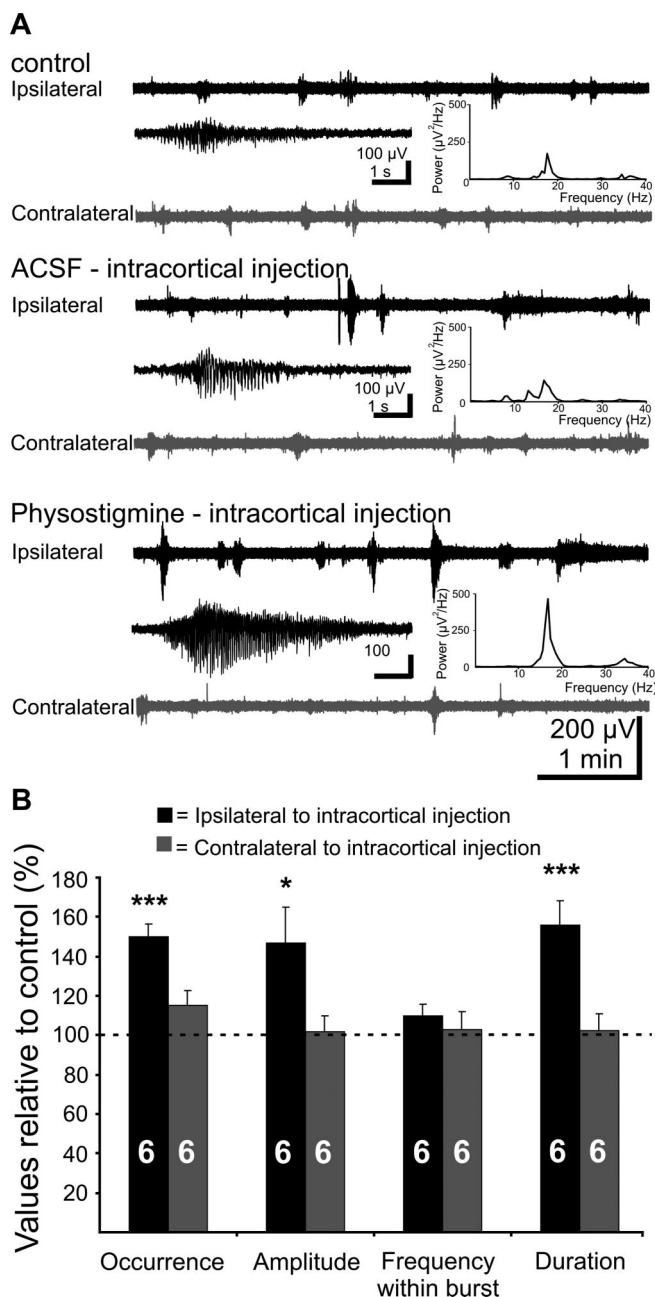 A
control
Ipsilateral
100 µV
1 s
Power (µV²/Hz)
500
250
10 20 30 40
Frequency (Hz)
Contralateral
ACSF - intracortical injection
Ipsilateral
100 µV
1 s
Power (µV²/Hz)
500
250
10 20 30 40
Frequency (Hz)
Contralateral
Physostigmine - intracortical injection
Ipsilateral
100
Power (µV²/Hz)
500
250
0
10 20 30 40
Frequency (Hz)
Contralateral
200 µV
1 min
B
= Ipsilateral to intracortical injection
= Contralateral to intracortical injection
Values relative to control (%)
180
160
140
120
100
80
60
40
20
*** * ***
6 6 6 6 6 6 6 6
Occurrence Amplitude Frequency within burst Duration